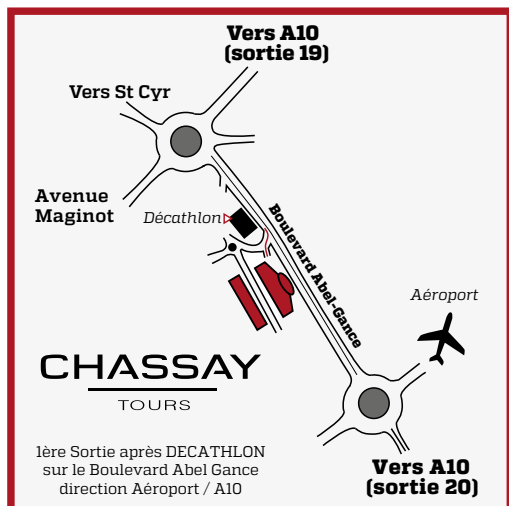 Vers A10
(sortie 19)
Vers St Cyr
Avenue
Maginot
Décathlon
Boulevard Abel-Gance
Aéroport
CHASSAY
TOURS
1ère Sortie après DECATHLON
sur le Boulevard Abel Gance
direction Aéroport / A10
Vers A10
(sortie 20)